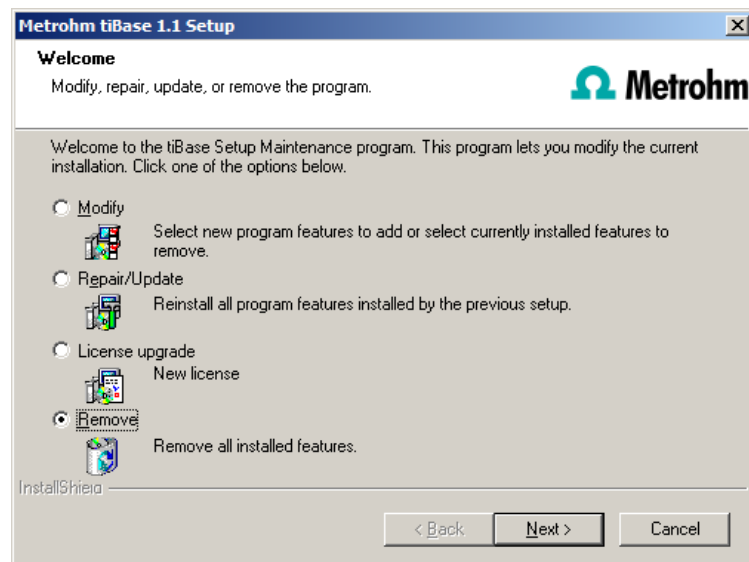 Metrohm tiBase 1.1 Setup
Welcome
Modify, repair, update, or remove the program.
Metrohm
Welcome to the tiBase Setup Maintenance program. This program lets you modify the current
installation. Click one of the options below.
Modify
Select new program features to add or select currently installed features to
remove.
Repair/Update
Reinstall all program features installed by the previous setup.
License upgrade
New license
Remove
Remove all installed features.
InstallShield
< Back
Next >
Cancel